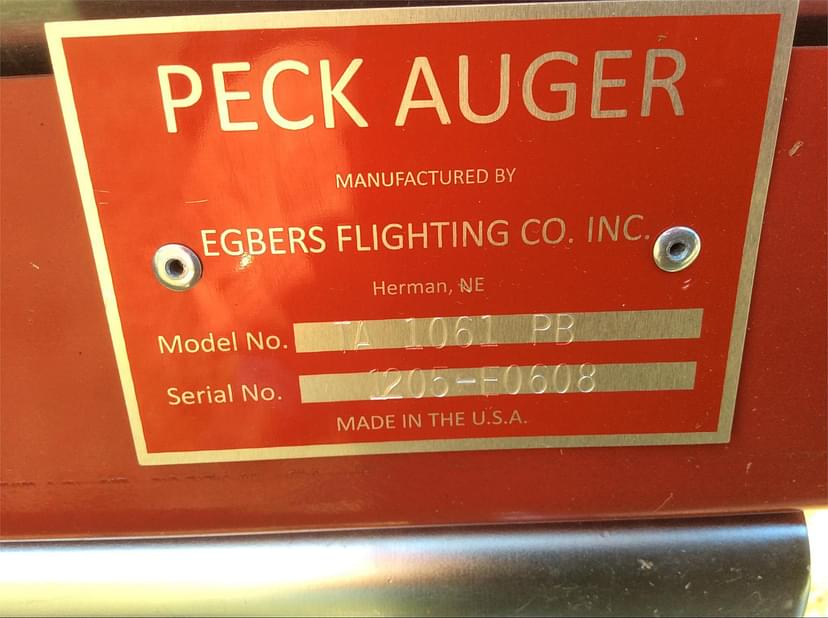 PECK AUGER
MANUFACTURED BY
EGBERS FLIGHTING CO. INC.
Herman, NE
Model No. TA 1061 PB
Serial No. 1205-E0608
MADE IN THE U.S.A.